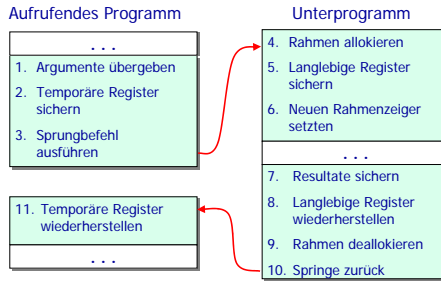 Aufrufendes Programm
...
1. Argumente übergeben
2. Temporäre Register
sichern
3. Sprungbefehl
ausführen
11. Temporäre Register
wiederherstellen
...
Unterprogramm
4. Rahmen allokieren
5. Langlebige Register
sichern
6. Neuen Rahmenzeiger
setzten
...
7. Resultate sichern
8. Langlebige Register
wiederherstellen
9. Rahmen deallokieren
10. Springe zurück